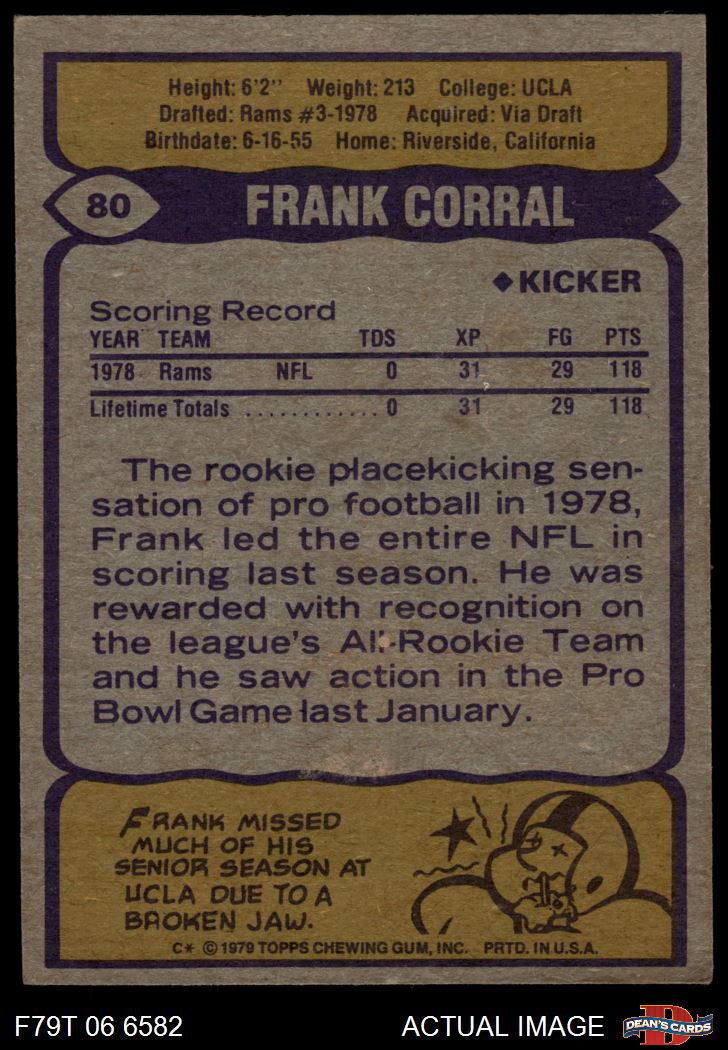 Height: 6'2" Weight: 213 College: UCLA
Drafted: Rams #3-1978 Acquired: Via Draft
Birthdate: 6-16-55 Home: Riverside, California
80 FRANK CORRAL
◆KICKER
Scoring Record
YEAR TEAM TDS XP FG PTS
1978 Rams NFL 0 31 29 118
Lifetime Totals ............ 0 31 29 118
The rookie placekicking sen-
sation of pro football in 1978,
Frank led the entire NFL in
scoring last season. He was
rewarded with recognition on
the league's All-Rookie Team
and he saw action in the Pro
Bowl Game last January.
FRANK MISSED
MUCH OF HIS
SENIOR SEASON AT
UCLA DUE TO A
BROKEN JAW.
C* © 1979 TOPPS CHEWING GUM, INC. PRTD. IN U.S.A.
F79T 06 6582 ACTUAL IMAGE D DEAN'S CARDS